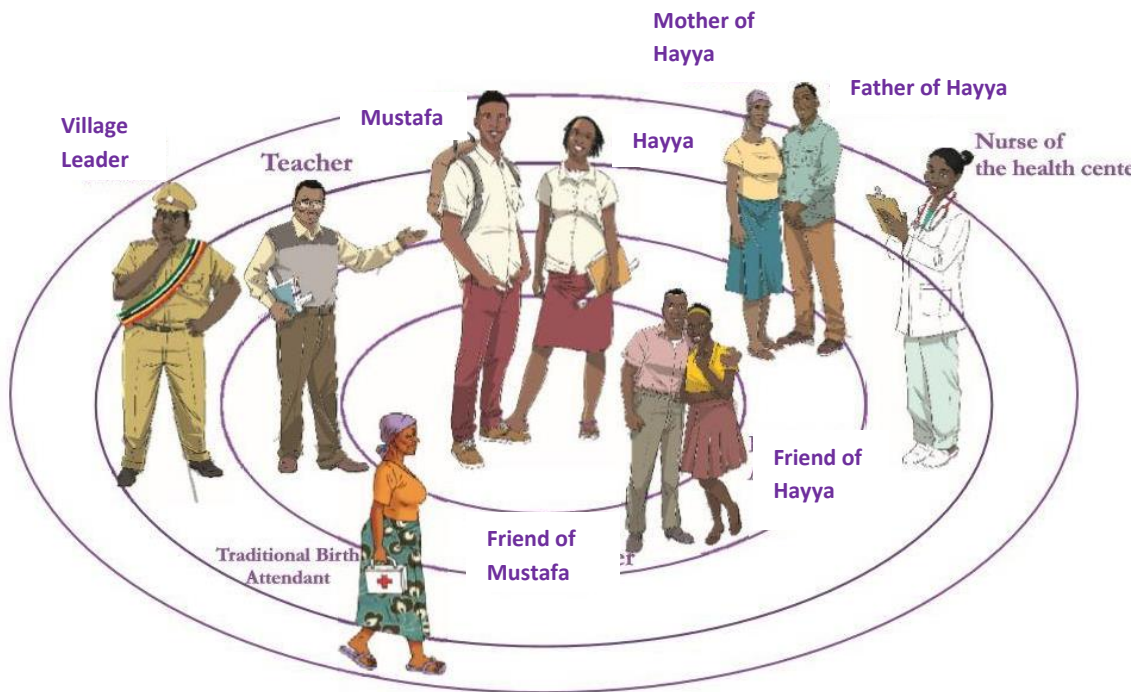 Mother of
Hayya
Father of Hayya
Village
Leader
Mustafa
Hayya
Teacher
Nurse of
the health cente
Friend of
Hayya
Friend of
Mustafa
Traditional Birth
Attendant